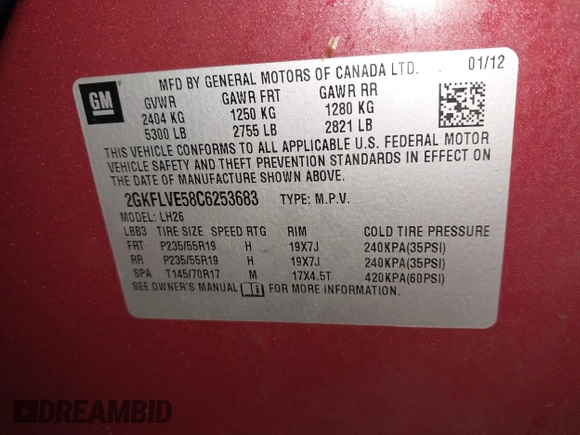 MFD BY GENERAL MOTORS OF CANADA LTD. 01/12
GM
GVWR GAWR FRT GAWR RR
2404 KG 1250 KG 1280 KG
5300 LB 2755 LB 2821 LB
THIS VEHICLE CONFORMS TO ALL APPLICABLE U.S. FEDERAL MOTOR
VEHICLE SAFETY AND THEFT PREVENTION STANDARDS IN EFFECT ON
THE DATE OF MANUFACTURE SHOWN ABOVE.
2GKFLVE58C6253683 TYPE: M.P.V.
MODEL: LH26
LBB3 TIRE SIZE SPEED RTG RIM COLD TIRE PRESSURE
FRT P235/55R19 H 19X7J 240KPA(35PSI)
RR P235/55R19 H 19X7J 240KPA(35PSI)
SPA T145/70R17 M 17X4.5T 420KPA(60PSI)
SEE OWNER'S MANUAL FOR MORE INFORMATION.
DREAMBID